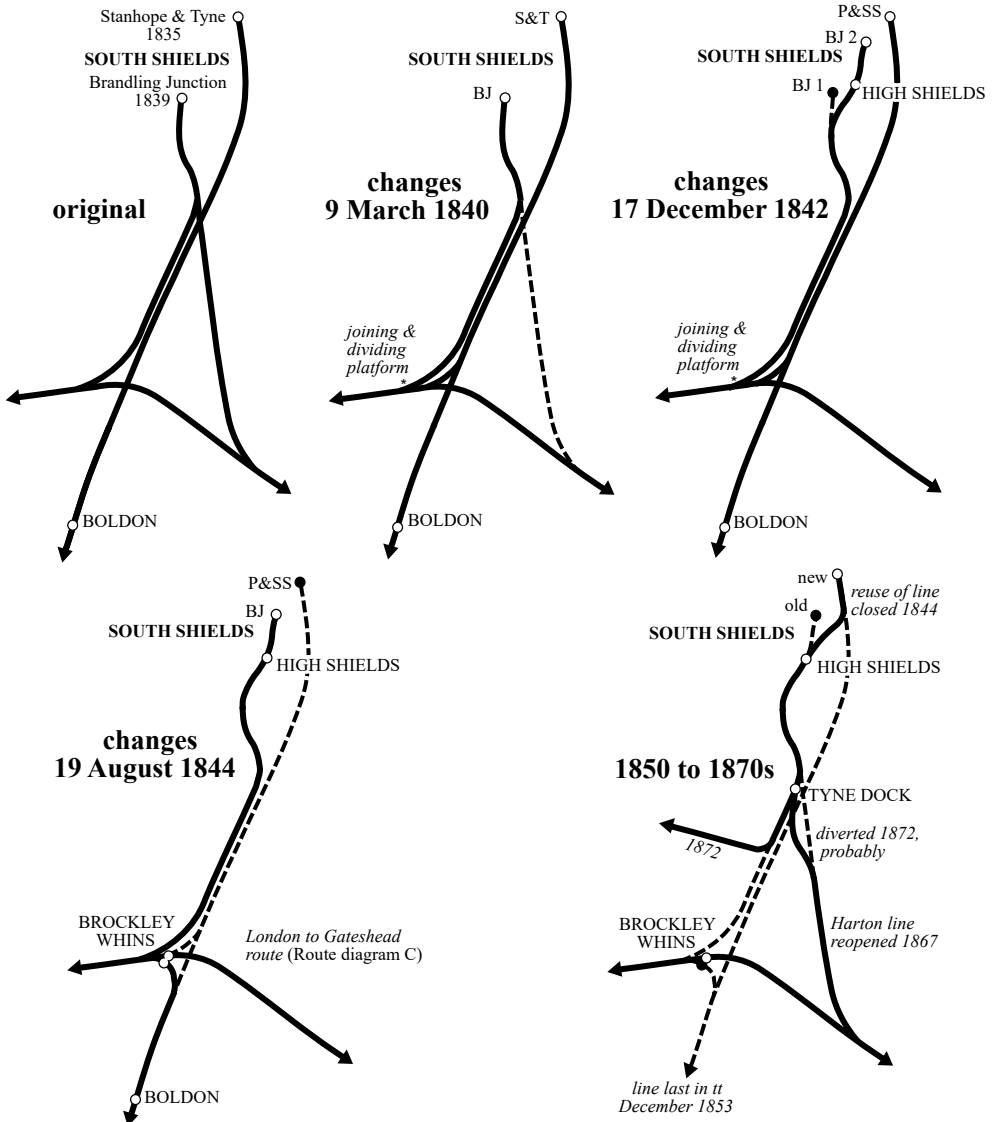 Stanhope & Tyne
1835
SOUTH SHIELDS
Brandling Junction
1839
original
BOLDON
S&T
SOUTH SHIELDS
BJ
changes
9 March 1840
joining &
dividing
platform
*
BOLDON
P&SS
BJ 2
SOUTH SHIELDS
BJ 1
HIGH SHIELDS
changes
17 December 1842
joining &
dividing
platform
*
BOLDON
P&SS
BJ
SOUTH SHIELDS
HIGH SHIELDS
changes
19 August 1844
BROCKLEY
WHINS
London to Gateshead
route (Route diagram C)
BOLDON
new
reuse of line
closed 1844
old
SOUTH SHIELDS
HIGH SHIELDS
1850 to 1870s
TYNE DOCK
1872
diverted 1872,
probably
BROCKLEY
WHINS
Harton line
reopened 1867
line last in tt
December 1853